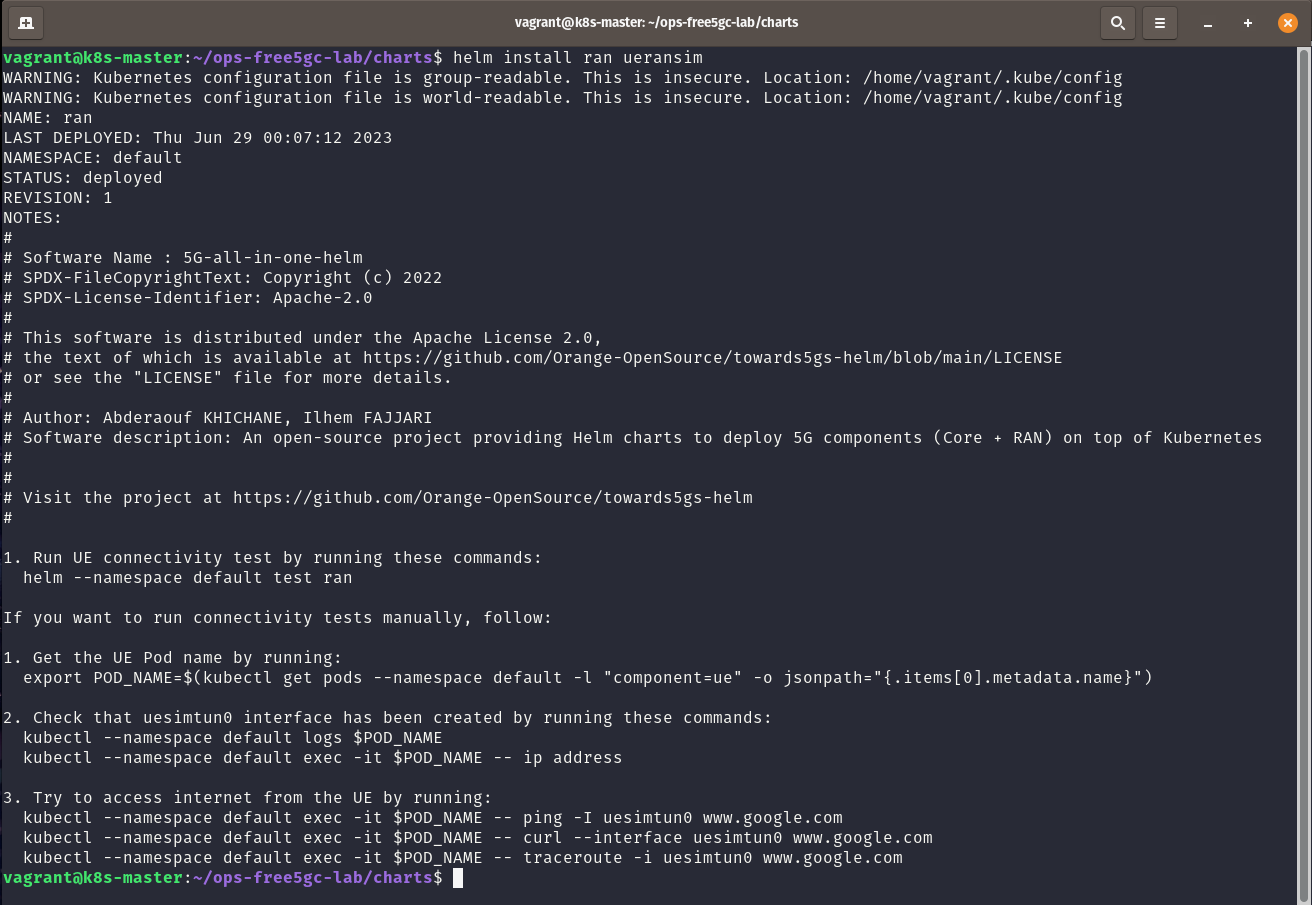 vagrant@k8s-master: ~/ops-free5gc-lab/charts
vagrant@k8s-master:~/ops-free5gc-lab/charts$ helm install ran ueransim
WARNING: Kubernetes configuration file is group-readable. This is insecure. Location: /home/vagrant/.kube/config
WARNING: Kubernetes configuration file is world-readable. This is insecure. Location: /home/vagrant/.kube/config
NAME: ran
LAST DEPLOYED: Thu Jun 29 00:07:12 2023
NAMESPACE: default
STATUS: deployed
REVISION: 1
NOTES:
#
# Software Name : 5G-all-in-one-helm
# SPDX-FileCopyrightText: Copyright (c) 2022
# SPDX-License-Identifier: Apache-2.0
#
# This software is distributed under the Apache License 2.0,
# the text of which is available at https://github.com/Orange-OpenSource/towards5gs-helm/blob/main/LICENSE
# or see the "LICENSE" file for more details.
#
# Author: Abderaouf KHICHANE, Ilhem FAJJARI
# Software description: An open-source project providing Helm charts to deploy 5G components (Core + RAN) on top of Kubernetes
#
#
# Visit the project at https://github.com/Orange-OpenSource/towards5gs-helm
#

1. Run UE connectivity test by running these commands:
  helm --namespace default test ran

If you want to run connectivity tests manually, follow:

1. Get the UE Pod name by running:
  export POD_NAME=$(kubectl get pods --namespace default -l "component=ue" -o jsonpath="{.items[0].metadata.name}")

2. Check that uesimtun0 interface has been created by running these commands:
  kubectl --namespace default logs $POD_NAME
  kubectl --namespace default exec -it $POD_NAME -- ip address

3. Try to access internet from the UE by running:
  kubectl --namespace default exec -it $POD_NAME -- ping -I uesimtun0 www.google.com
  kubectl --namespace default exec -it $POD_NAME -- curl --interface uesimtun0 www.google.com
  kubectl --namespace default exec -it $POD_NAME -- traceroute -i uesimtun0 www.google.com
vagrant@k8s-master:~/ops-free5gc-lab/charts$